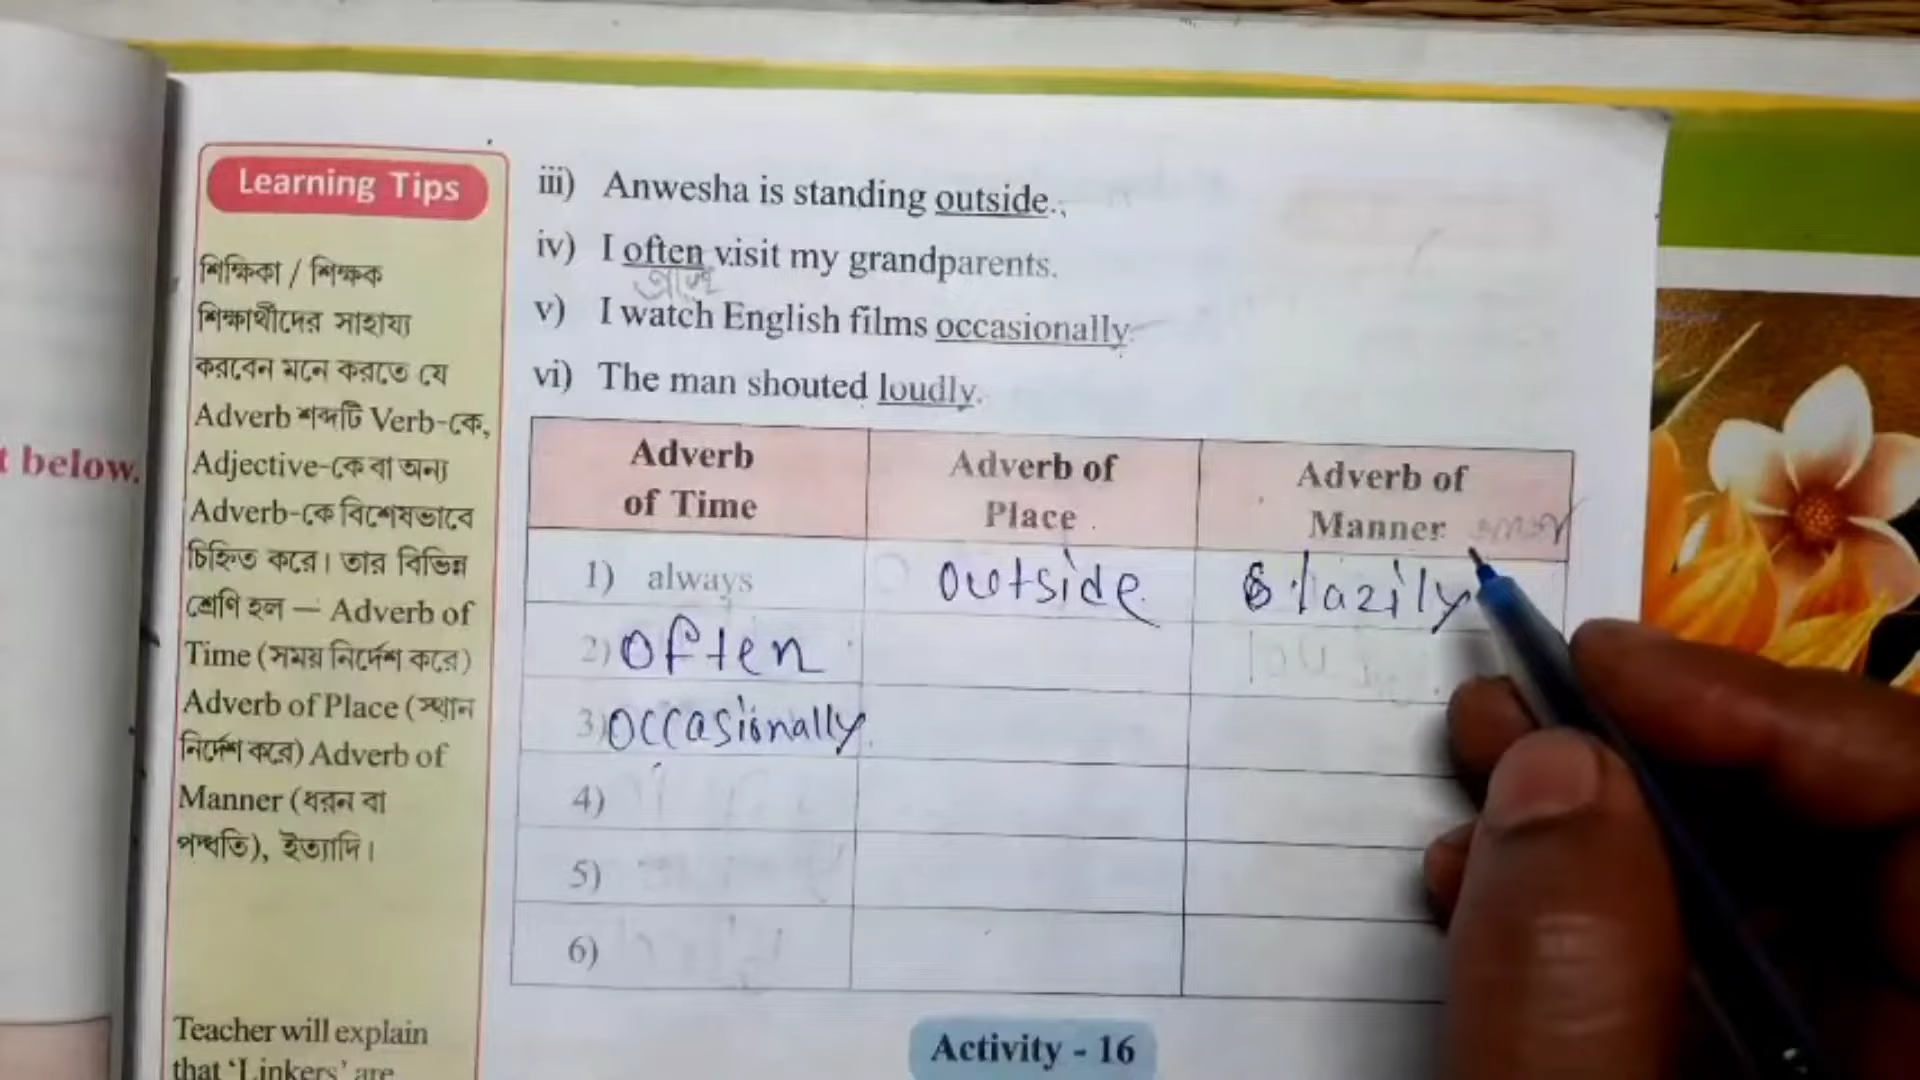 t below.
Learning Tips
শিক্ষিকা / শিক্ষক
শিক্ষার্থীদের সাহায্য
করবেন মনে করতে যে
Adverb শব্দটি Verb-কে,
Adjective-কে বা অন্য
Adverb-কে বিশেষভাবে
চিহ্নিত করে। তার বিভিন্ন
শ্রেণি হল — Adverb of
Time (সময় নির্দেশ করে)
Adverb of Place (স্থান
নির্দেশ করে) Adverb of
Manner (ধরন বা
পদ্ধতি), ইত্যাদি।
Teacher will explain
that ‘Linkers’ are
iii) Anwesha is standing outside.
iv) I often visit my grandparents.
v) I watch English films occasionally.
vi) The man shouted loudly.
Adverb of Time
Adverb of Place
Adverb of Manner
1) always
outside
lazily
2) often
3) occasionally
4)
5)
6)
Activity - 16